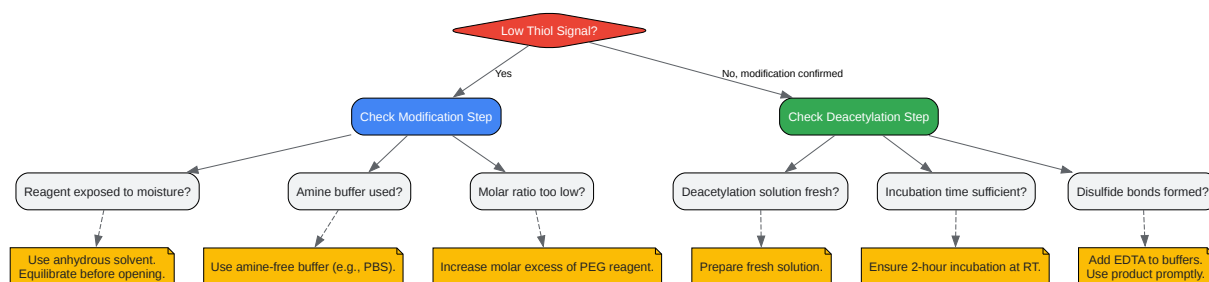 Low Thiol Signal?
Yes
No, modification confirmed
Check Modification Step
Check Deacetylation Step
Reagent exposed to moisture?
Amine buffer used?
Molar ratio too low?
Deacetylation solution fresh?
Incubation time sufficient?
Disulfide bonds formed?
Use anhydrous solvent.
Equilibrate before opening.
Use amine-free buffer (e.g., PBS).
Increase molar excess of PEG reagent.
Prepare fresh solution.
Ensure 2-hour incubation at RT.
Add EDTA to buffers.
Use product promptly.